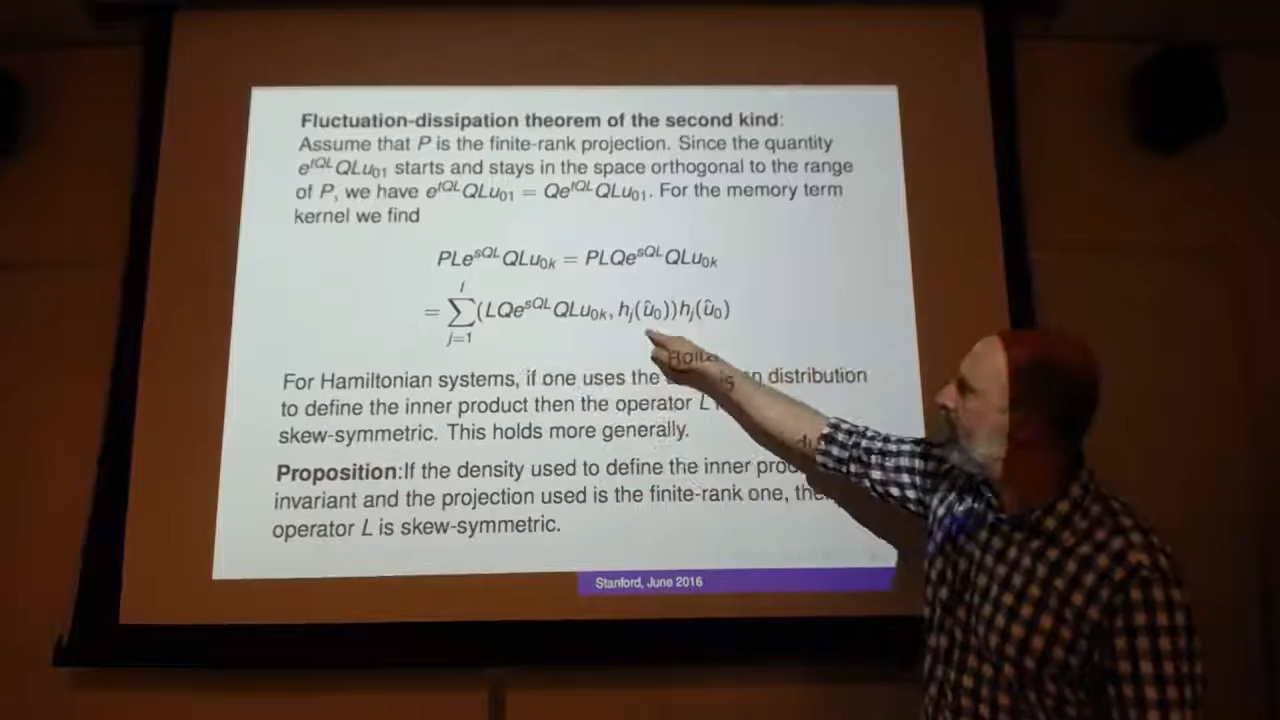 Fluctuation-dissipation theorem of the second kind:
Assume that P is the finite-rank projection. Since the quantity
e^{tQL}QLu_{01} starts and stays in the space orthogonal to the range
of P, we have e^{tQL}QLu_{01} = Qe^{tQL}QLu_{01}. For the memory term
kernel we find
PLe^{sQL}QLu_{0k} = PLQe^{sQL}QLu_{0k}
= \sum_{j=1}^{l}(LQe^{sQL}QLu_{0k}, h_j(û_0))h_j(û_0)
For Hamiltonian systems, if one uses the distribution
to define the inner product then the operator L
skew-symmetric. This holds more generally.
Proposition:If the density used to define the inner
invariant and the projection used is the finite-rank one,
operator L is skew-symmetric.
Stanford, June 2016